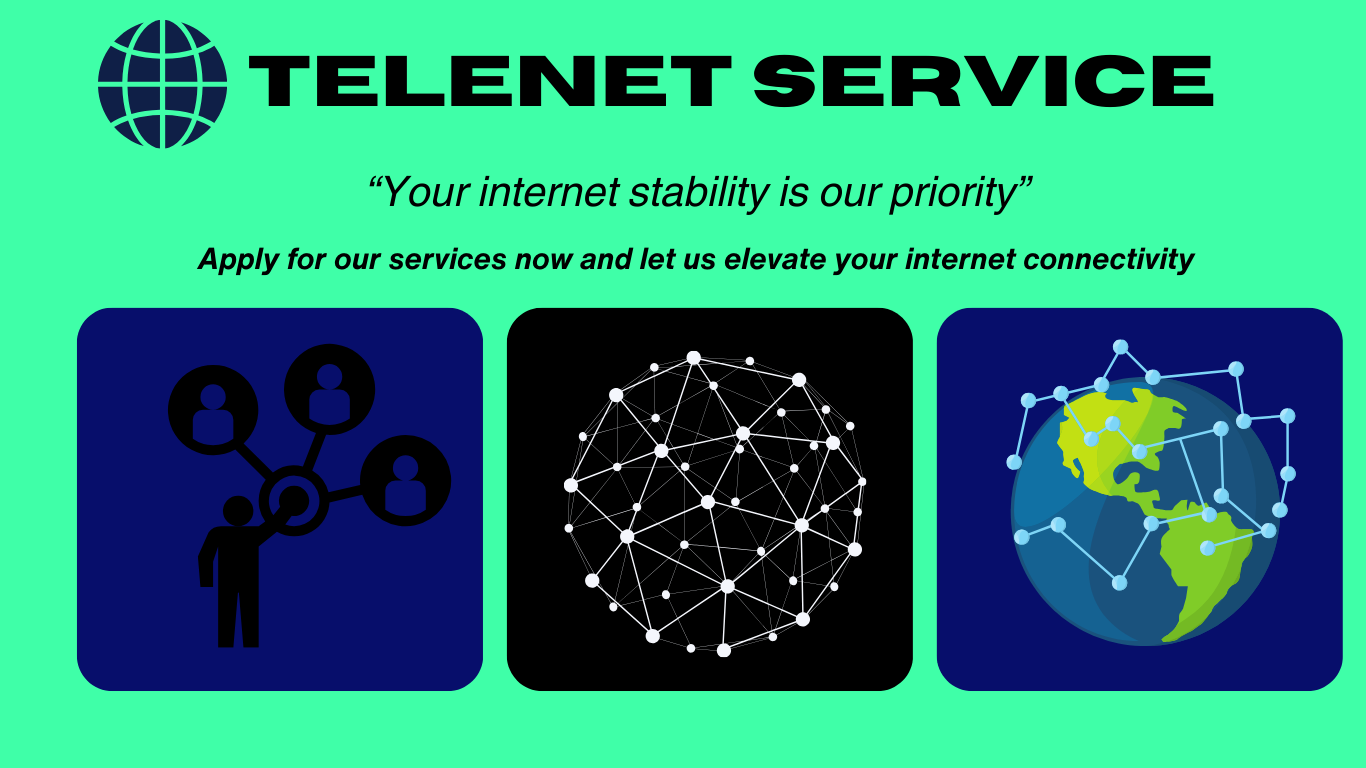 TELENET SERVICE
“Your internet stability is our priority”
Apply for our services now and let us elevate your internet connectivity